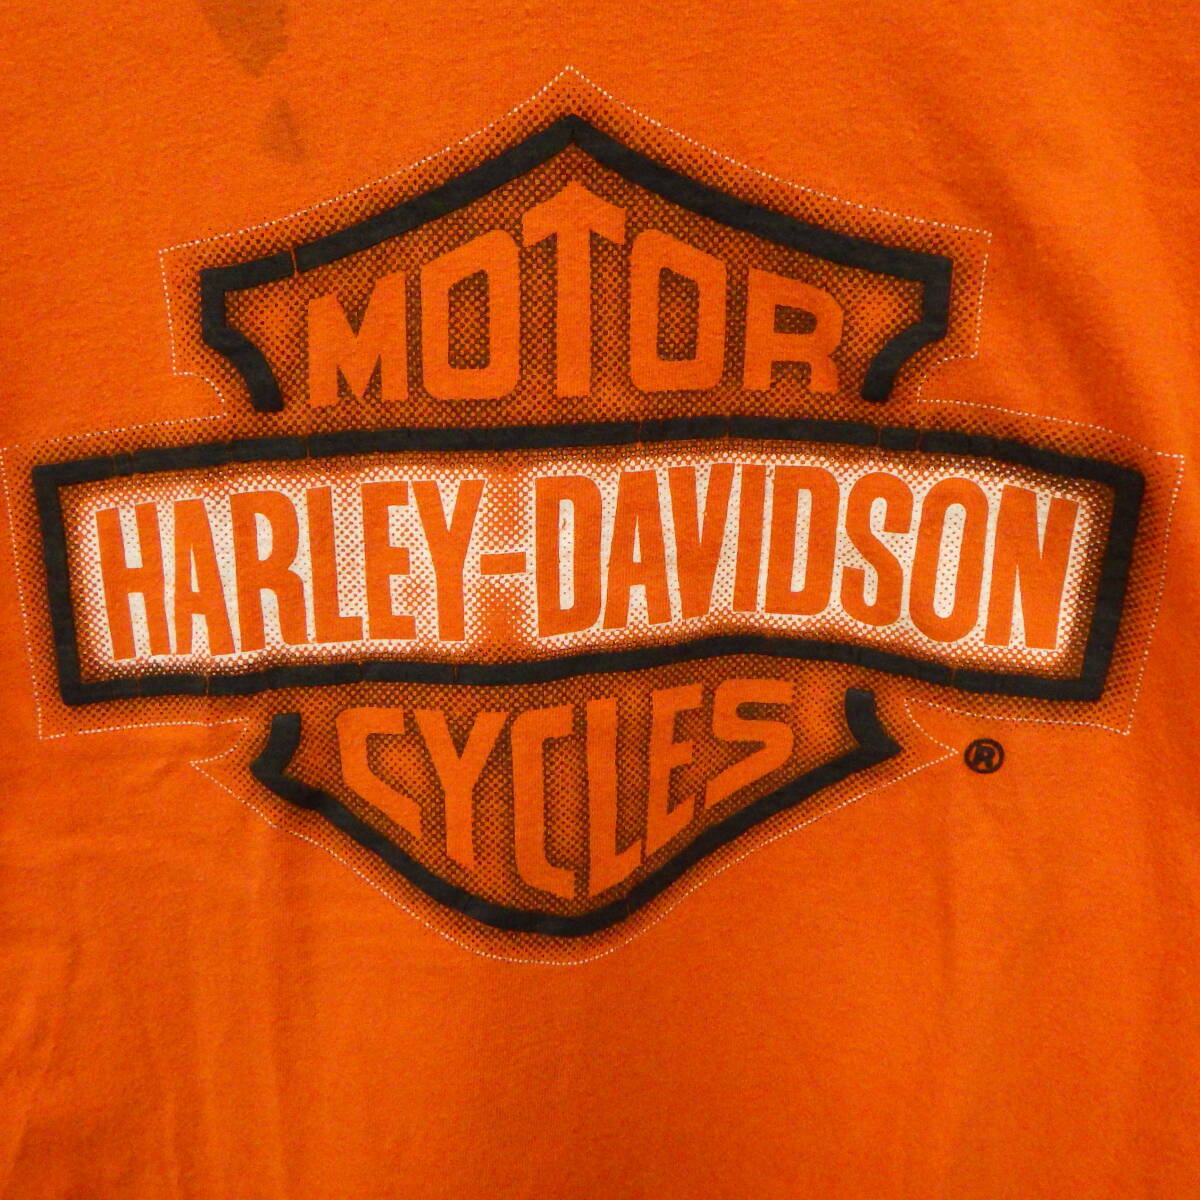 MOTOR
HARLEY-DAVIDSON
CYCLES
®